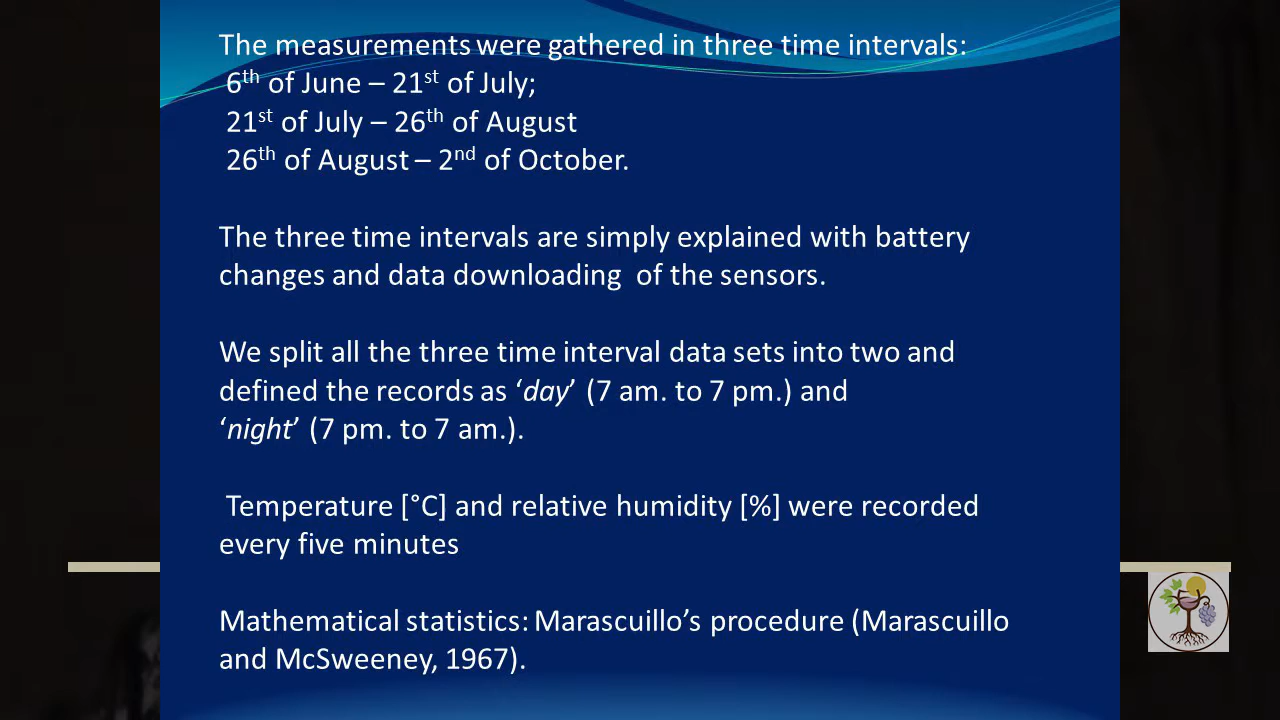 The measurements were gathered in three time intervals:
6th of June – 21st of July;
21st of July – 26th of August
26th of August – 2nd of October.
The three time intervals are simply explained with battery
changes and data downloading of the sensors.
We split all the three time interval data sets into two and
defined the records as ‘day’ (7 am. to 7 pm.) and
‘night’ (7 pm. to 7 am.).
Temperature [°C] and relative humidity [%] were recorded
every five minutes
Mathematical statistics: Marascuillo’s procedure (Marascuillo
and McSweeney, 1967).